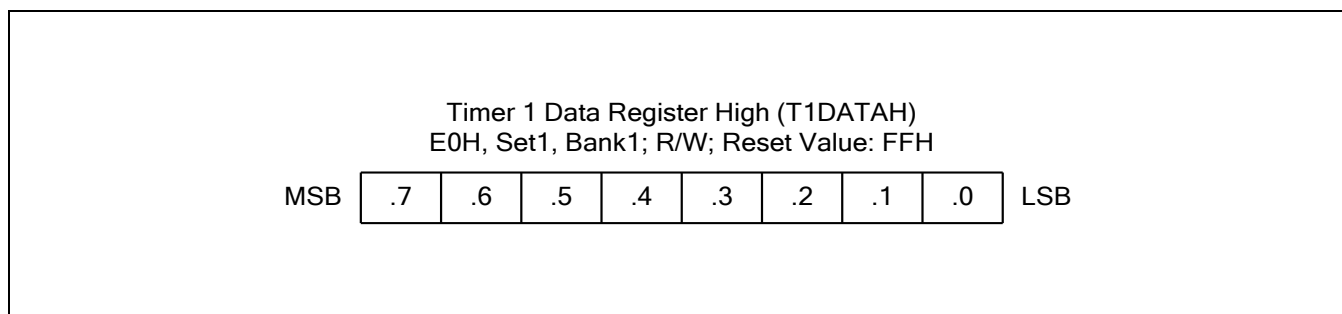 Timer 1 Data Register High (T1DATAH)
E0H, Set1, Bank1; R/W; Reset Value: FFH
MSB .7 .6 .5 .4 .3 .2 .1 .0 LSB